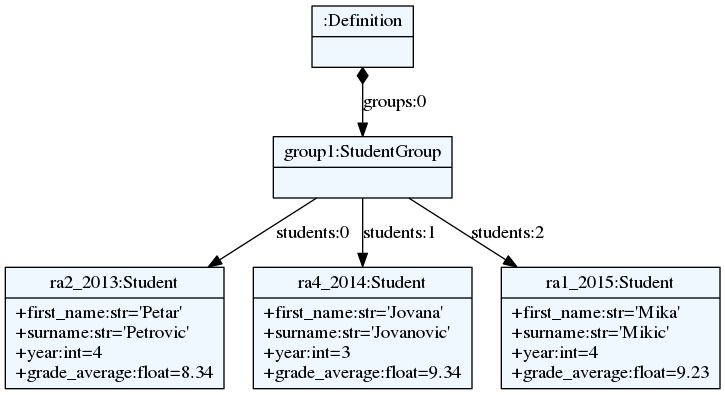 :Definition
groups:0
group1:StudentGroup
students:0
students:1
students:2
ra2_2013:Student
+first_name:str='Petar'
+surname:str='Petrovic'
+year:int=4
+grade_average:float=8.34
ra4_2014:Student
+first_name:str='Jovana'
+surname:str='Jovanovic'
+year:int=3
+grade_average:float=9.34
ra1_2015:Student
+first_name:str='Mika'
+surname:str='Mikic'
+year:int=4
+grade_average:float=9.23